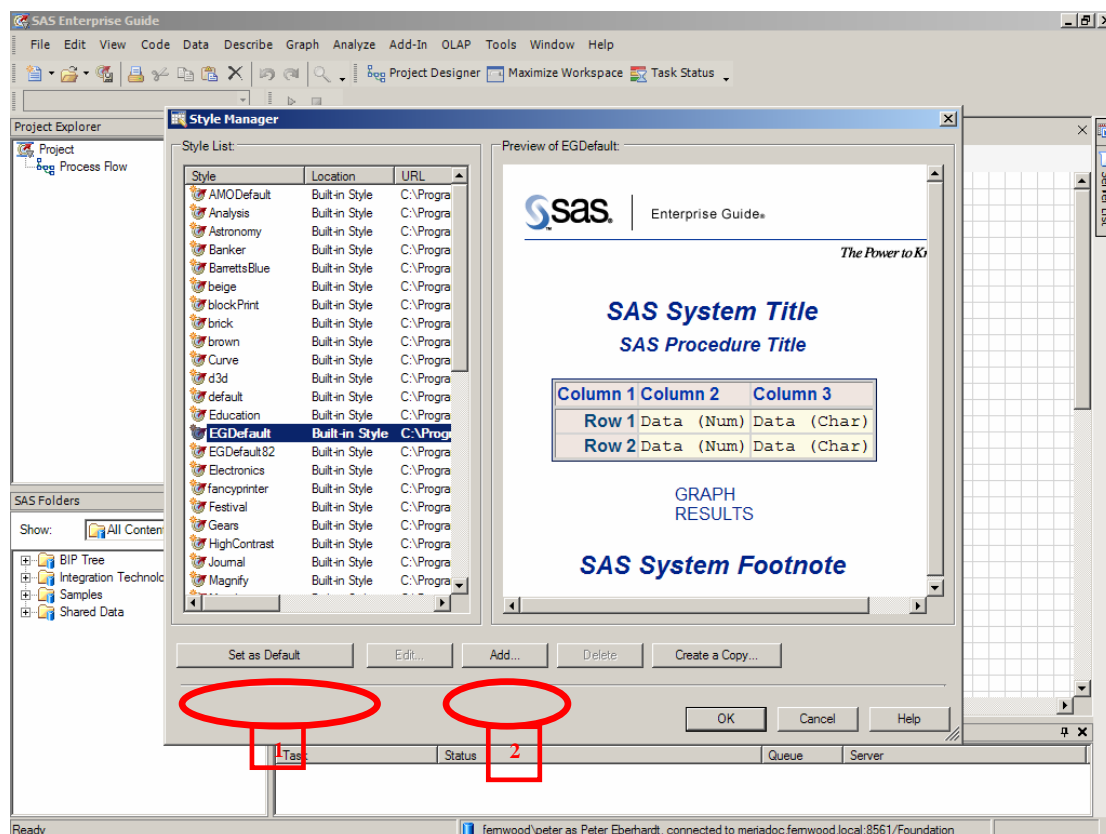 SAS Enterprise Guide
File Edit View Code Data Describe Graph Analyze Add-In OLAP Tools Window Help
Project Designer Maximize Workspace Task Status
Project Explorer
Project
Process Flow
SAS Folders
Show: All Conten
BIP Tree
Integration Technolo
Samples
Shared Data
Style Manager
Style List:
Style Location URL
AMODefault Built-in Style C:\Progra
Analysis Built-in Style C:\Progra
Astronomy Built-in Style C:\Progra
Banker Built-in Style C:\Progra
BarrettsBlue Built-in Style C:\Progra
beige Built-in Style C:\Progra
blockPrint Built-in Style C:\Progra
brick Built-in Style C:\Progra
brown Built-in Style C:\Progra
Curve Built-in Style C:\Progra
d3d Built-in Style C:\Progra
default Built-in Style C:\Progra
Education Built-in Style C:\Progra
EGDefault Built-in Style C:\Progr
EGDefault82 Built-in Style C:\Progra
Electronics Built-in Style C:\Progra
fancyprinter Built-in Style C:\Progra
Festival Built-in Style C:\Progra
Gears Built-in Style C:\Progra
HighContrast Built-in Style C:\Progra
Journal Built-in Style C:\Progra
Magnify Built-in Style C:\Progra
Preview of EGDefault:
sas. Enterprise Guide®
The Power to Kr
SAS System Title
SAS Procedure Title
Column 1 Column 2 Column 3
Row 1 Data (Num) Data (Char)
Row 2 Data (Num) Data (Char)
GRAPH
RESULTS
SAS System Footnote
Set as Default Edit... Add... Delete Create a Copy...
OK Cancel Help
1 2
Task Status Queue Server
Server List
Ready
fernwood\peter as Peter Eberhardt, connected to meriadoc.fernwood.local:8561/Foundation